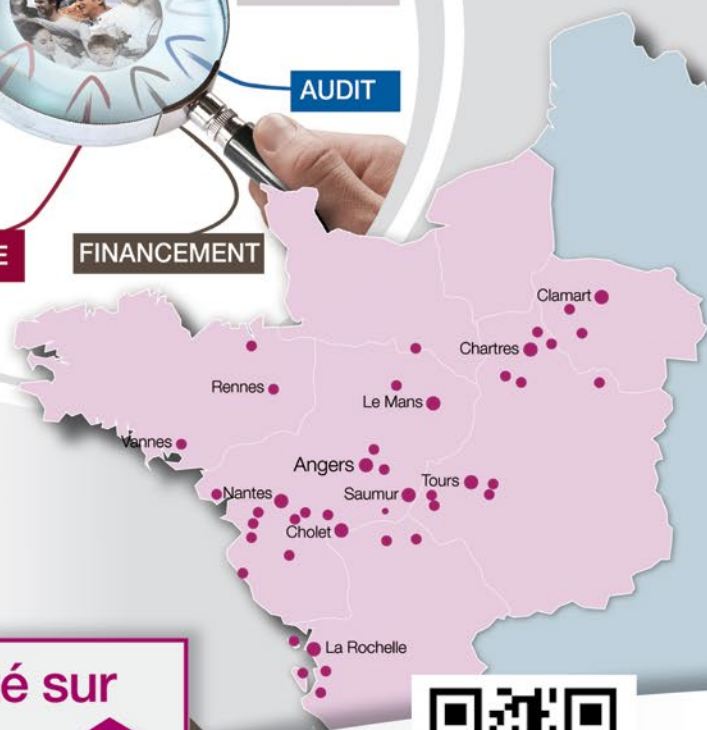 AUDIT
E
FINANCEMENT
Clamart
Chartres
Rennes
Le Mans
Vannes
Angers
Tours
Saumur
Nantes
Cholet
La Rochelle
é sur